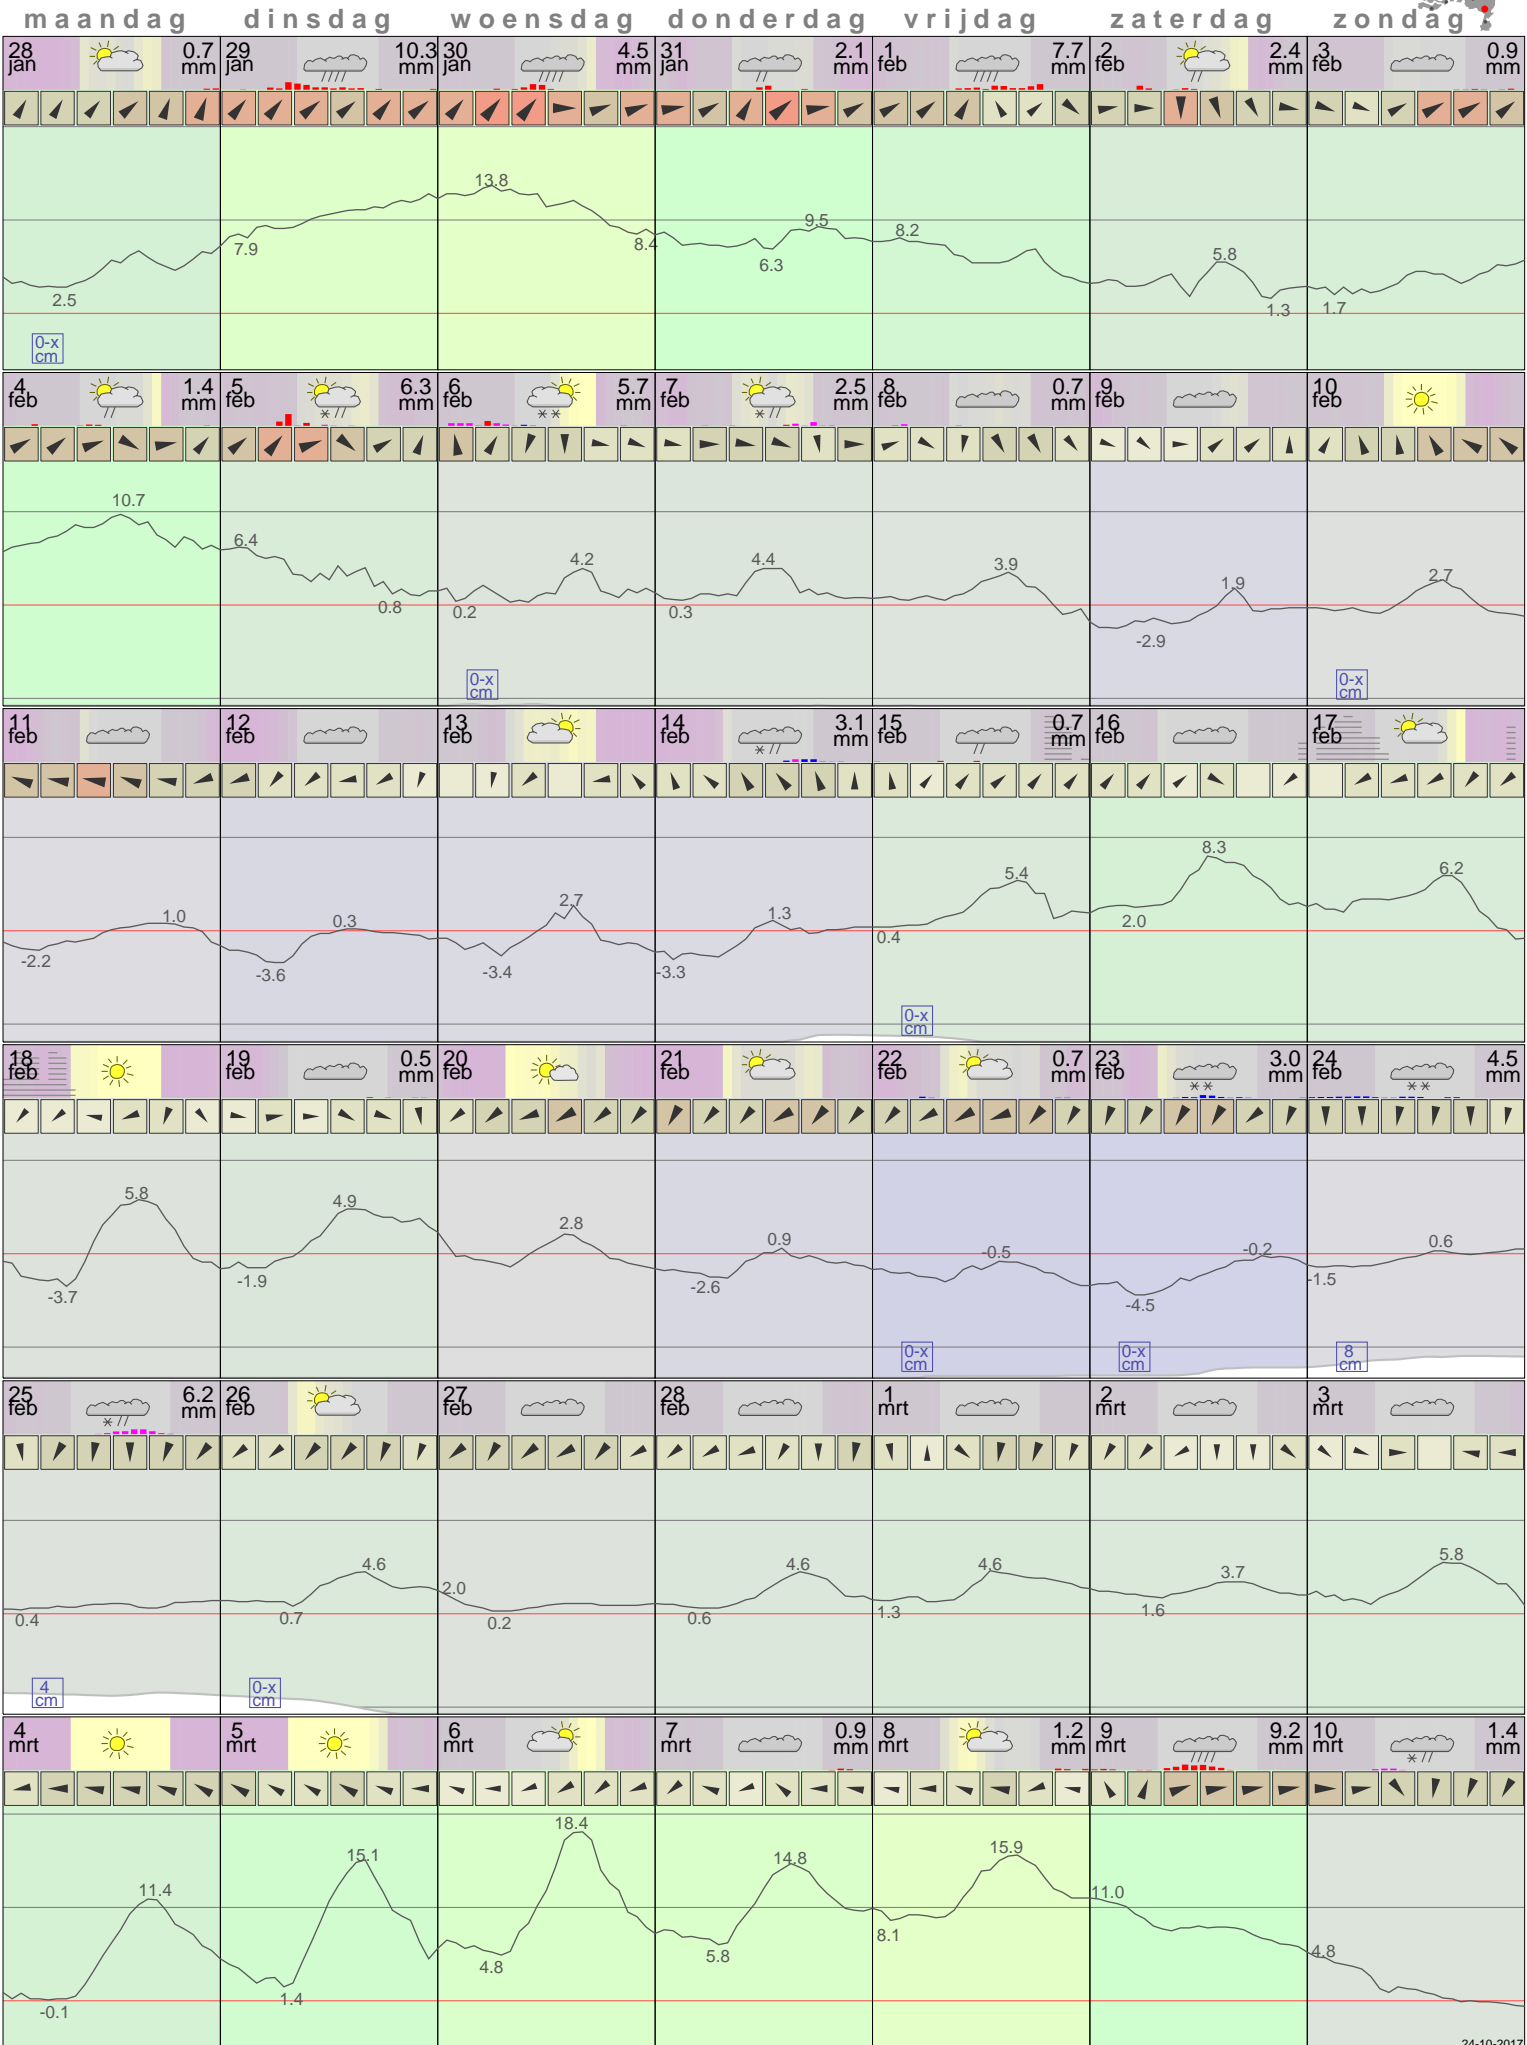 maandag dinsdag woensdag donderdag vrijdag zaterdag zondag
28 jan 0.7 mm 29 jan 10.3 mm 30 jan 4.5 mm 31 jan 2.1 mm 1 feb 7.7 mm 2 feb 2.4 mm 3 feb 0.9 mm
2.5 7.9 13.8 8.4 6.3 9.5 8.2 5.8 1.3 1.7
0-x cm
4 feb 1.4 mm 5 feb 6.3 mm 6 feb 5.7 mm 7 feb 2.5 mm 8 feb 0.7 mm 9 feb 10 feb
10.7 6.4 0.8 0.2 4.2 0.3 4.4 3.9 -2.9 1.9 2.7
0-x cm 0-x cm
11 feb 12 feb 13 feb 14 feb 3.1 mm 15 feb 0.7 mm 16 feb 17 feb
-2.2 1.0 -3.6 0.3 -3.4 2.7 -3.3 1.3 0.4 5.4 2.0 8.3 6.2
0-x cm
18 feb 19 feb 0.5 mm 20 feb 21 feb 22 feb 0.7 mm 23 feb 3.0 mm 24 feb 4.5 mm
-3.7 5.8 -1.9 4.9 2.8 -2.6 0.9 -0.5 -4.5 -0.2 -1.5 0.6
0-x cm 0-x cm 8 cm
25 feb 6.2 mm 26 feb 27 feb 28 feb 1 mrt 2 mrt 3 mrt
0.4 0.7 4.6 2.0 0.2 0.6 4.6 1.3 4.6 1.6 3.7 5.8
4 cm 0-x cm
4 mrt 5 mrt 6 mrt 7 mrt 0.9 mm 8 mrt 1.2 mm 9 mrt 9.2 mm 10 mrt 1.4 mm
-0.1 11.4 1.4 15.1 4.8 18.4 5.8 14.8 8.1 15.9 11.0 4.8
24-10-2017